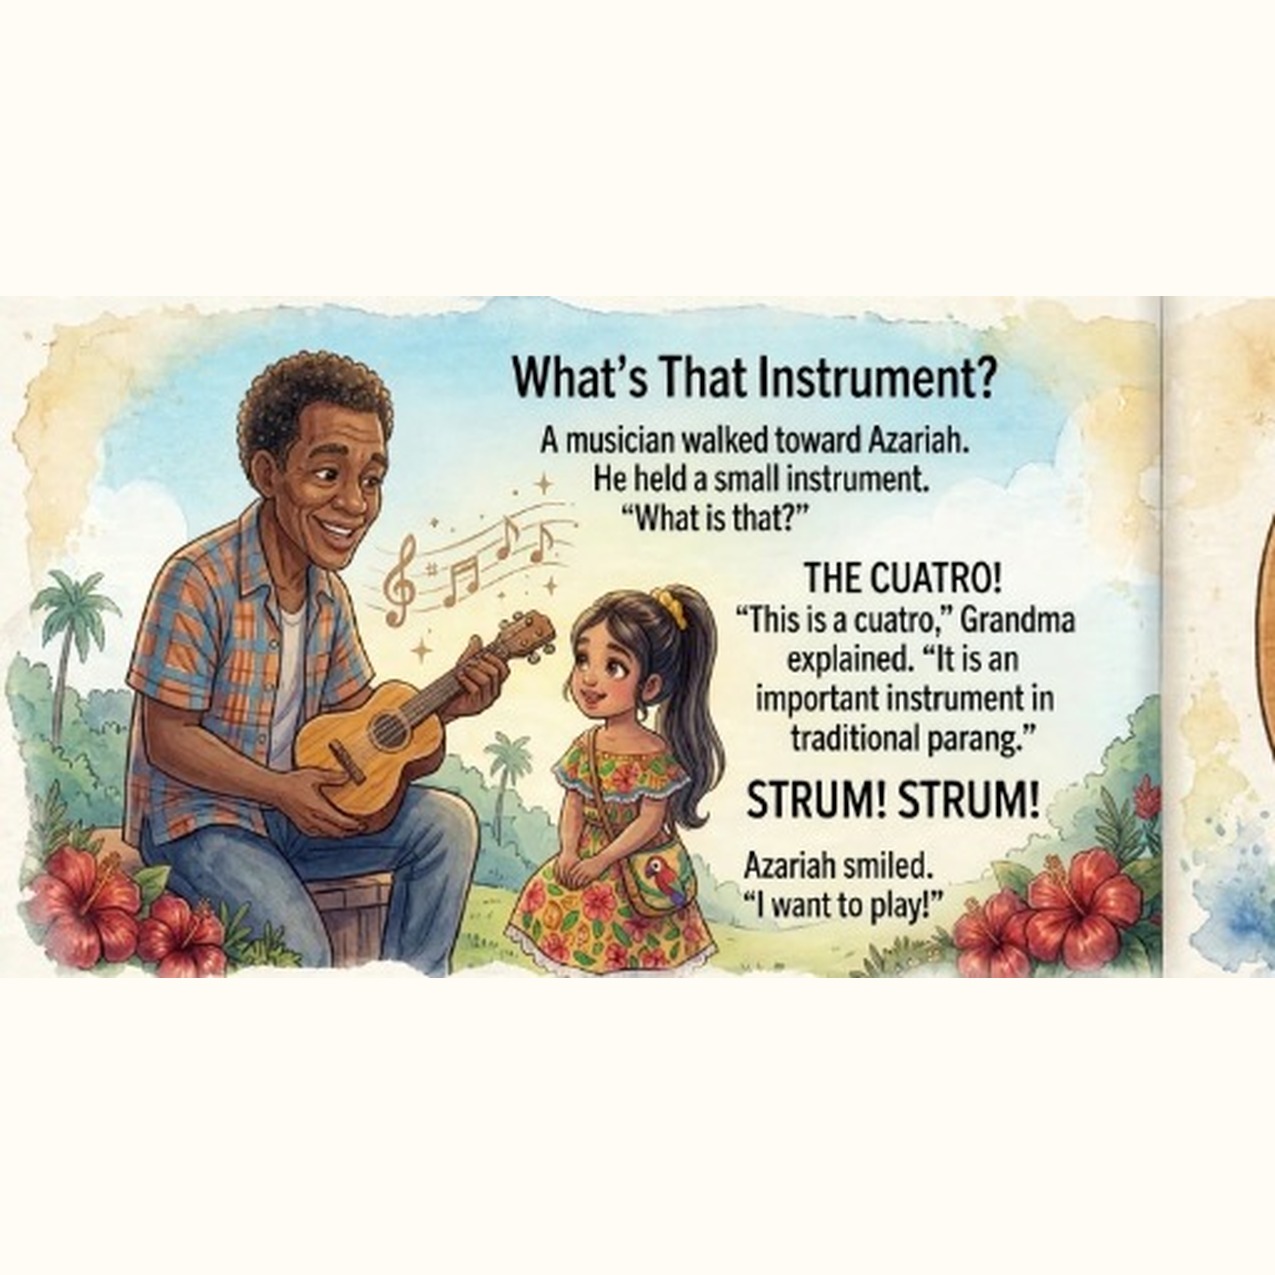 What’s That Instrument?
A musician walked toward Azariah.
He held a small instrument.
“What is that?”
THE CUATRO!
“This is a cuatro,” Grandma
explained. “It is an
important instrument in
traditional parang.”
STRUM! STRUM!
Azariah smiled.
“I want to play!”